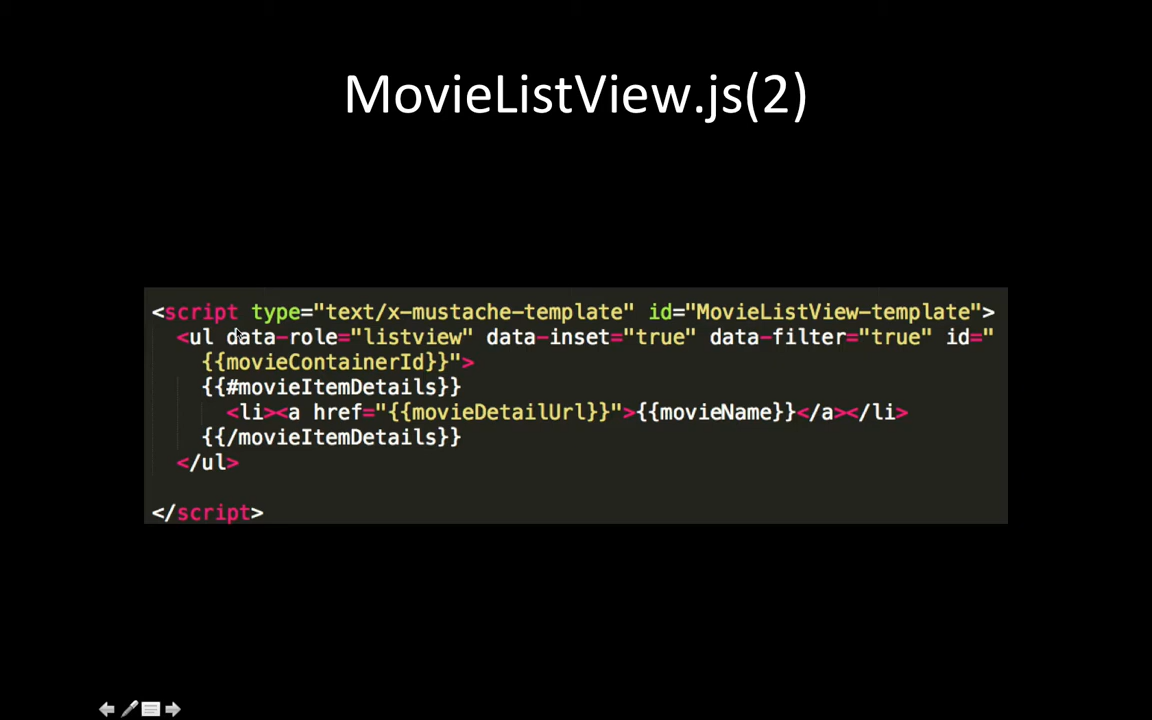 MovieListView.js(2)
<script type="text/x-mustache-template" id="MovieListView-template">
<ul data-role="listview" data-inset="true" data-filter="true" id="
{{movieContainerId}}">
{{#movieItemDetails}}
<li><a href="{{movieDetailUrl}}">{{movieName}}</a></li>
{{/movieItemDetails}}
</ul>
</script>